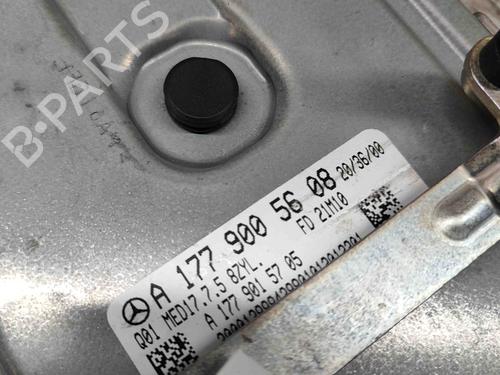 B-PARTS
A 177 900 56 08 20/36/00
Q01 MED17.7.5 8ZYL. FD 21M10
A 177 901 57 05